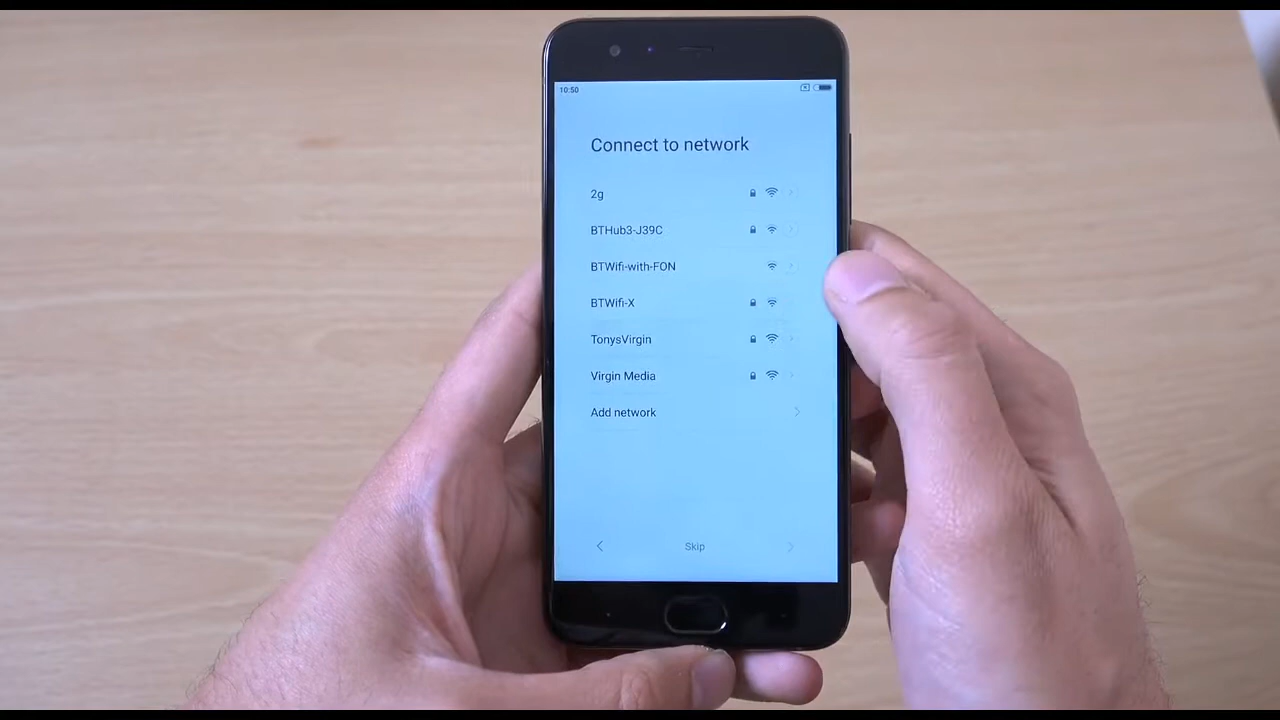 10:50
Connect to network
2g
BTHub3-J39C
BTWifi-with-FON
BTWifi-X
TonysVirgin
Virgin Media
Add network
Skip